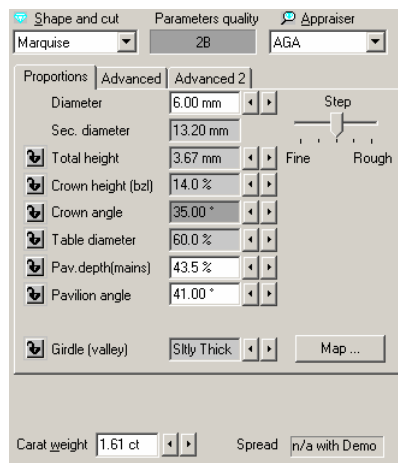 Shape and cut Parameters quality Appraiser
Marquise 2B AGA
Proportions Advanced Advanced 2
Diameter 6.00 mm Step
Sec. diameter 13.20 mm
Total height 3.67 mm Fine Rough
Crown height (bzl) 14.0 %
Crown angle 35.00 °
Table diameter 60.0 %
Pav.depth(mains) 43.5 %
Pavilion angle 41.00 °
Girdle (valley) Sltly Thick Map ...
Carat weight 1.61 ct Spread n/a with Demo